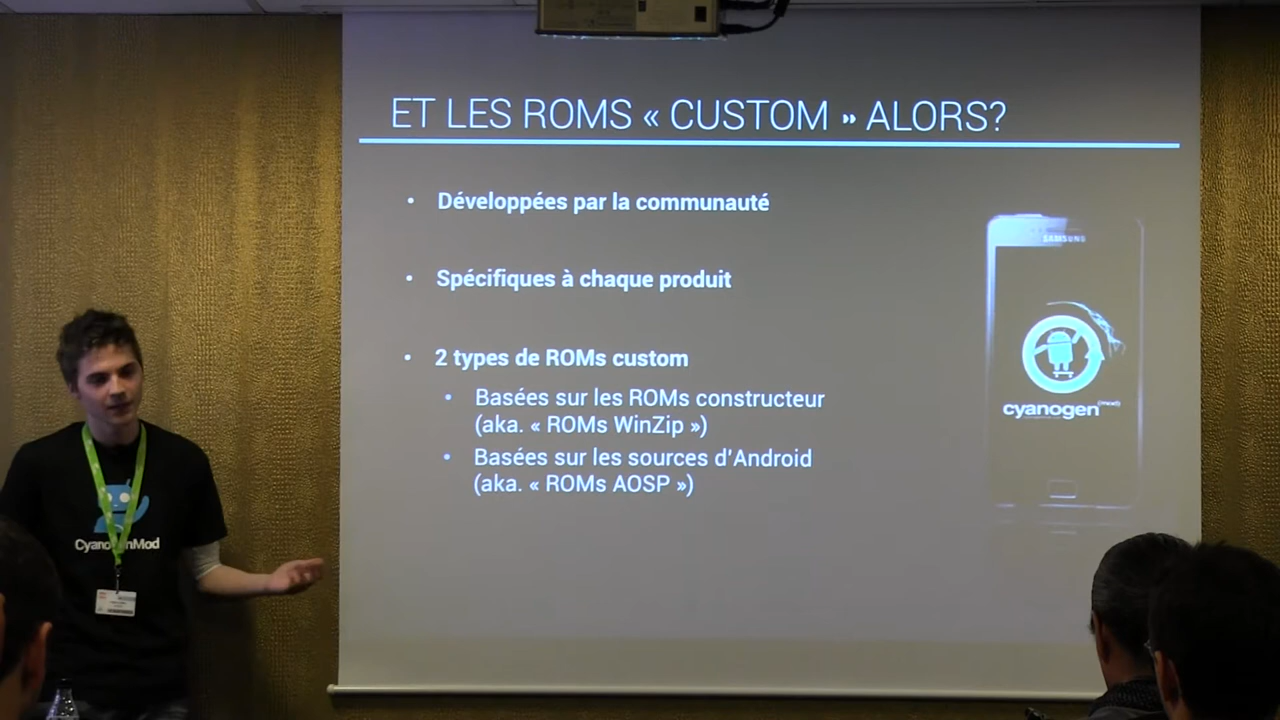 ET LES ROMS « CUSTOM » ALORS?
• Développées par la communauté
• Spécifiques à chaque produit
• 2 types de ROMs custom
• Basées sur les ROMs constructeur
(aka. « ROMs WinZip »)
• Basées sur les sources d'Android
(aka. « ROMs AOSP »)
SAMSUNG
cyanogen(mod)
CyanogenMod